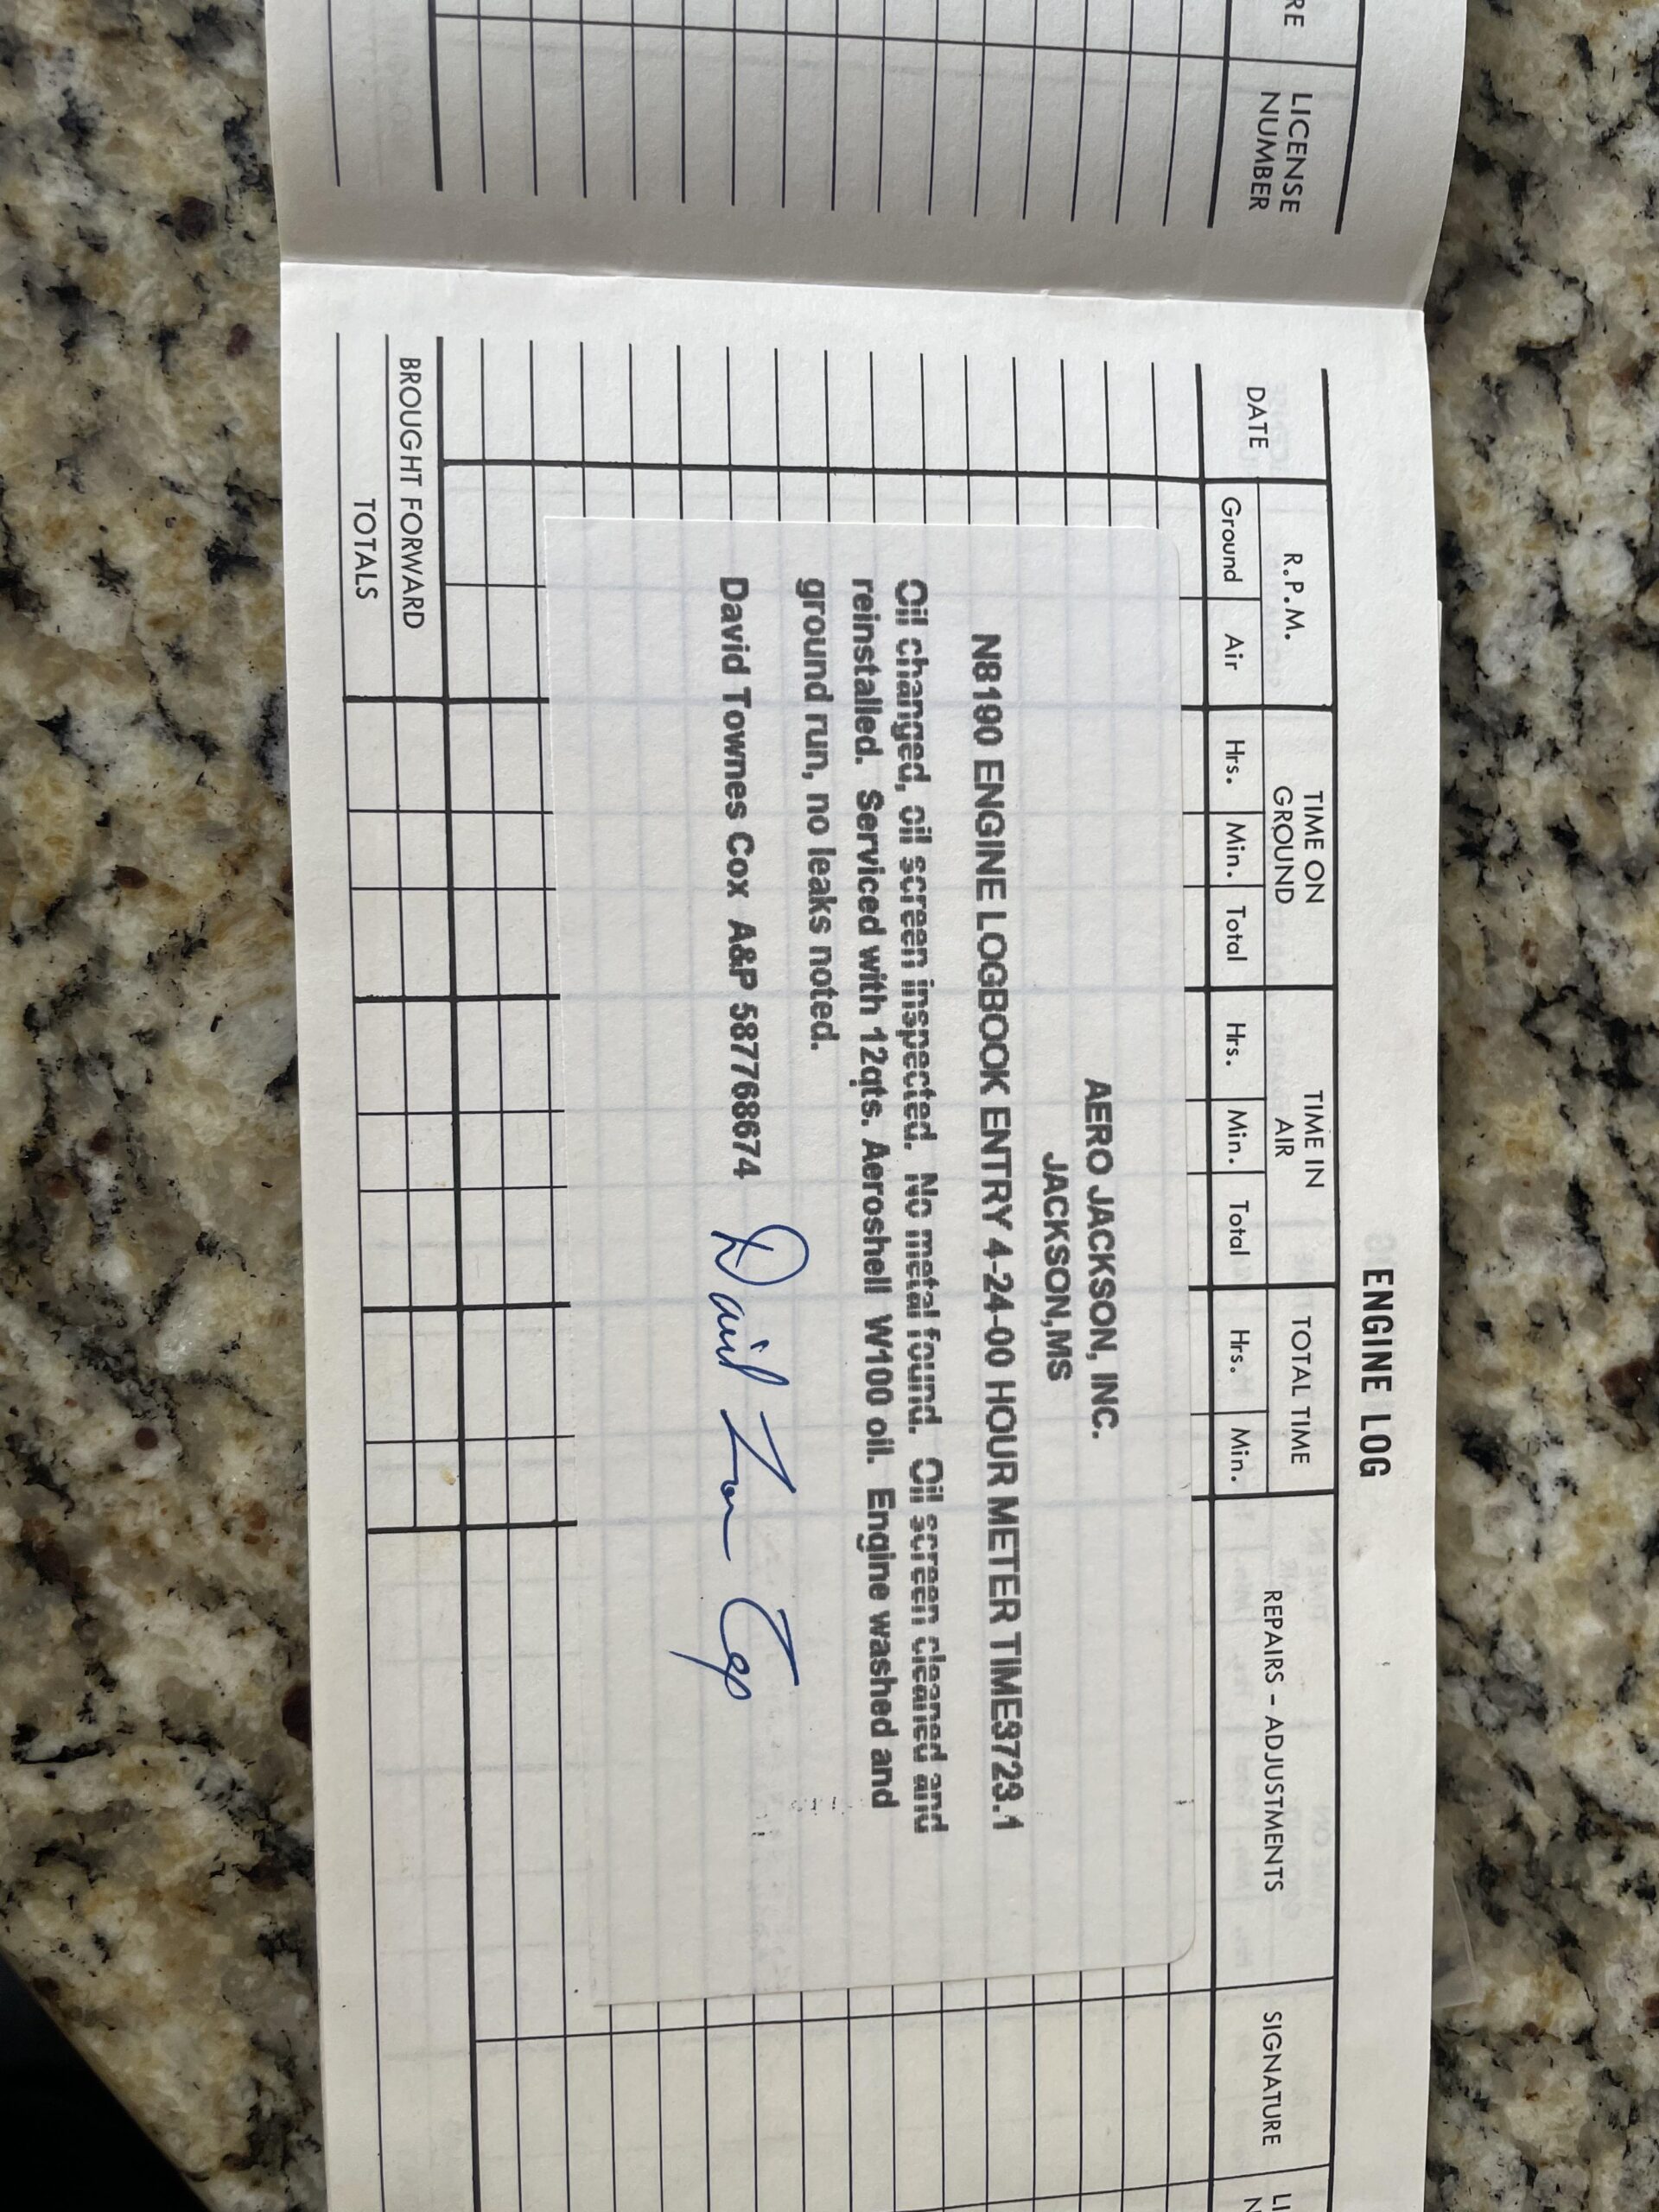 RE
LICENSE
NUMBER
ENGINE LOG
DATE
R.P.M.
TIME ON
GROUND
TIME IN
AIR
TOTAL TIME
REPAIRS - ADJUSTMENTS
SIGNATURE
LI
N
Ground Air Hrs. Min. Total Hrs. Min. Total Hrs. Min.
AERO JACKSON, INC.
JACKSON,MS
N8190 ENGINE LOGBOOK ENTRY 4-24-00 HOUR METER TIME3723.1
Oil changed, oil screen inspected. No metal found. Oil screen cleaned and
reinstalled. Serviced with 12qts. Aeroshell W100 oil. Engine washed and
ground run, no leaks noted.
David Townes Cox A&P 587768674
BROUGHT FORWARD
TOTALS